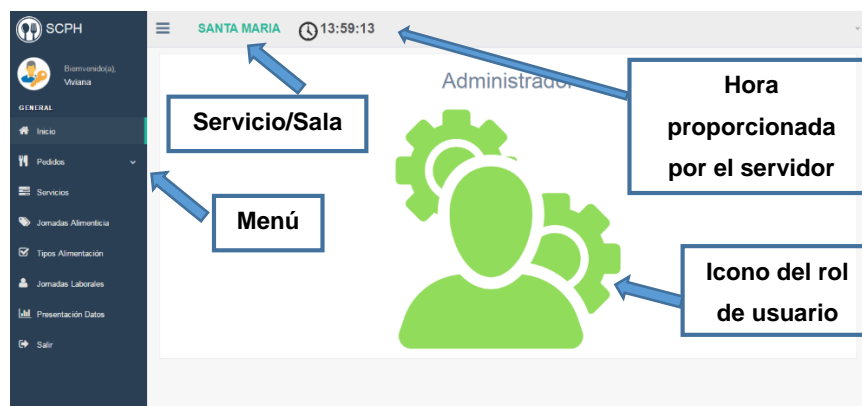 SCPH
SANTA MARIA
13:59:13
Bienvenido(a),
Viviana
GENERAL
Inicio
Pedidos
Servicios
Jornadas Alimenticia
Tipos Alimentación
Jornadas Laborales
Presentación Datos
Salir
Administrador
Servicio/Sala
Menú
Hora
proporcionada
por el servidor
Icono del rol
de usuario